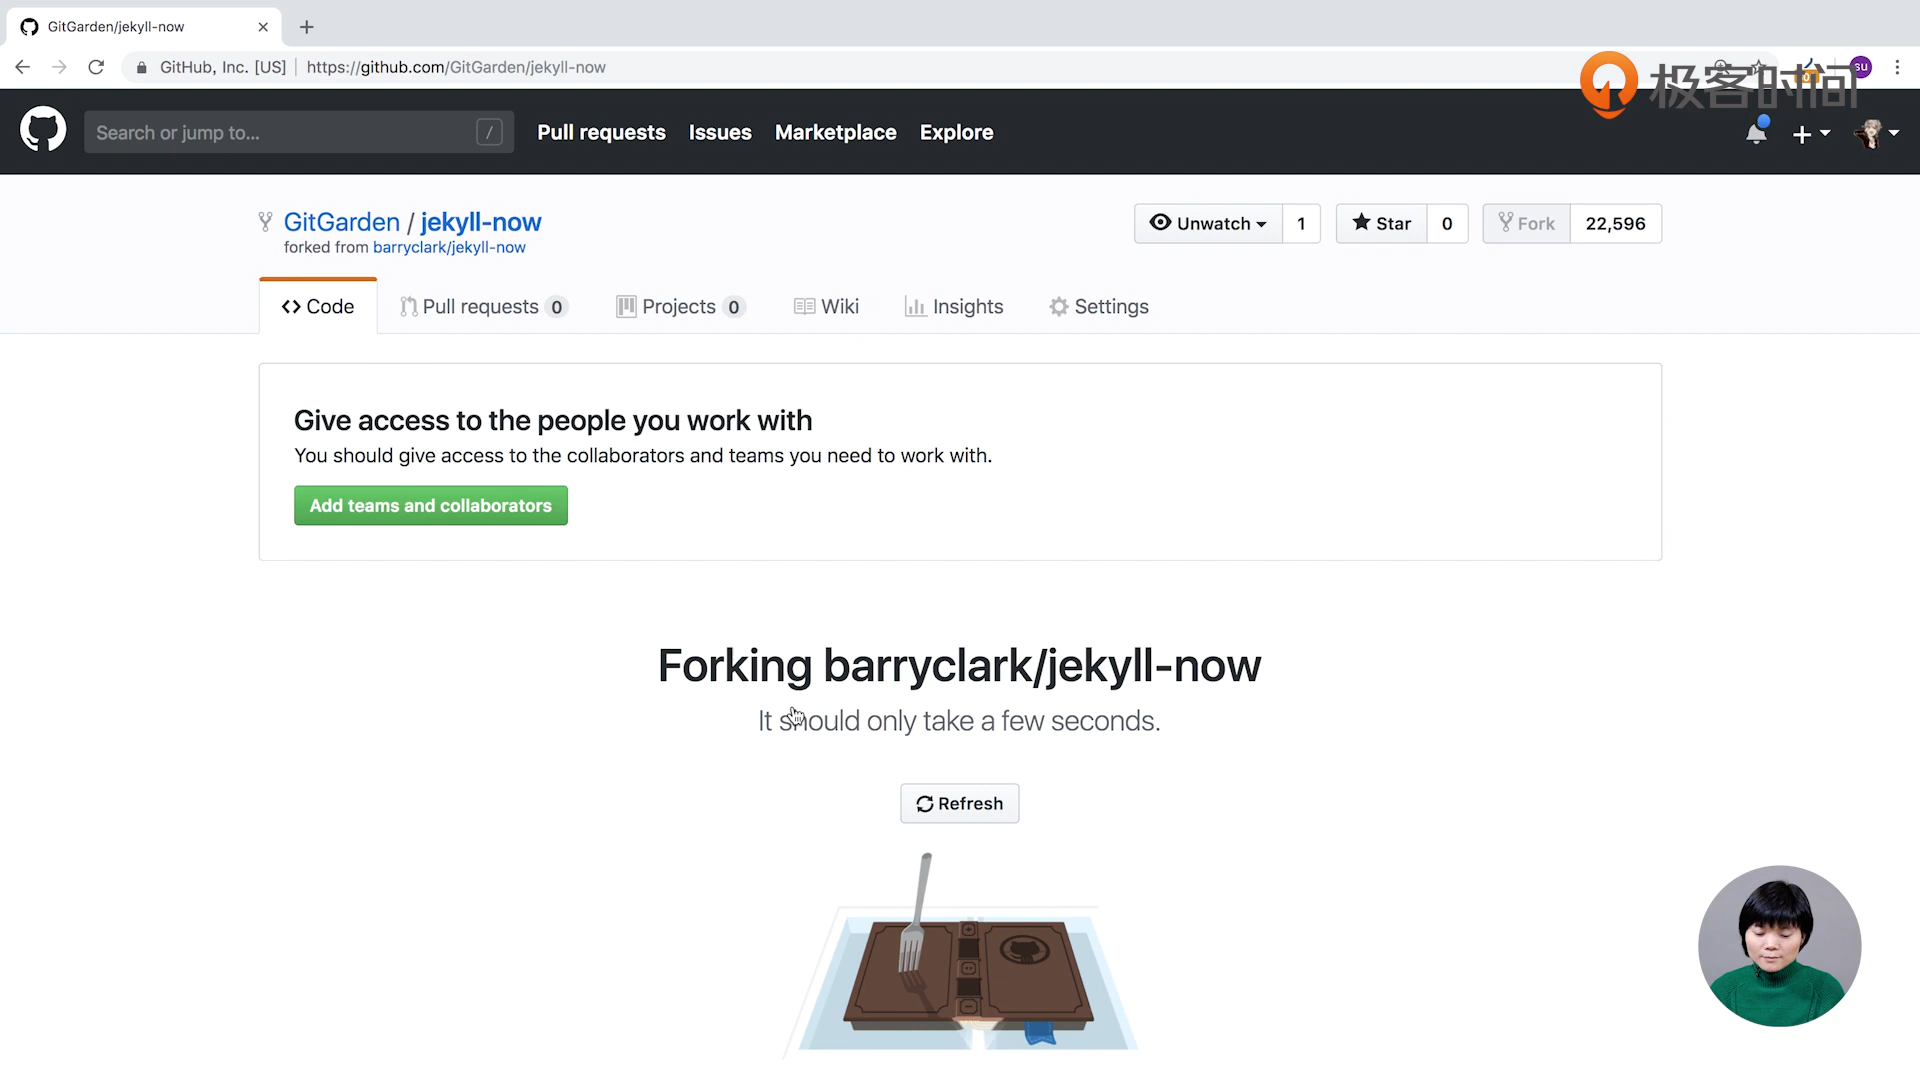 GitGarden/jekyll-now
GitHub, Inc. [US] | https://github.com/GitGarden/jekyll-now
su
极客时间
Search or jump to... /
Pull requests Issues Marketplace Explore
GitGarden / jekyll-now
Unwatch 1 Star 0 Fork 22,596
forked from barryclark/jekyll-now
Code Pull requests 0 Projects 0 Wiki Insights Settings
Give access to the people you work with
You should give access to the collaborators and teams you need to work with.
Add teams and collaborators
Forking barryclark/jekyll-now
It should only take a few seconds.
Refresh